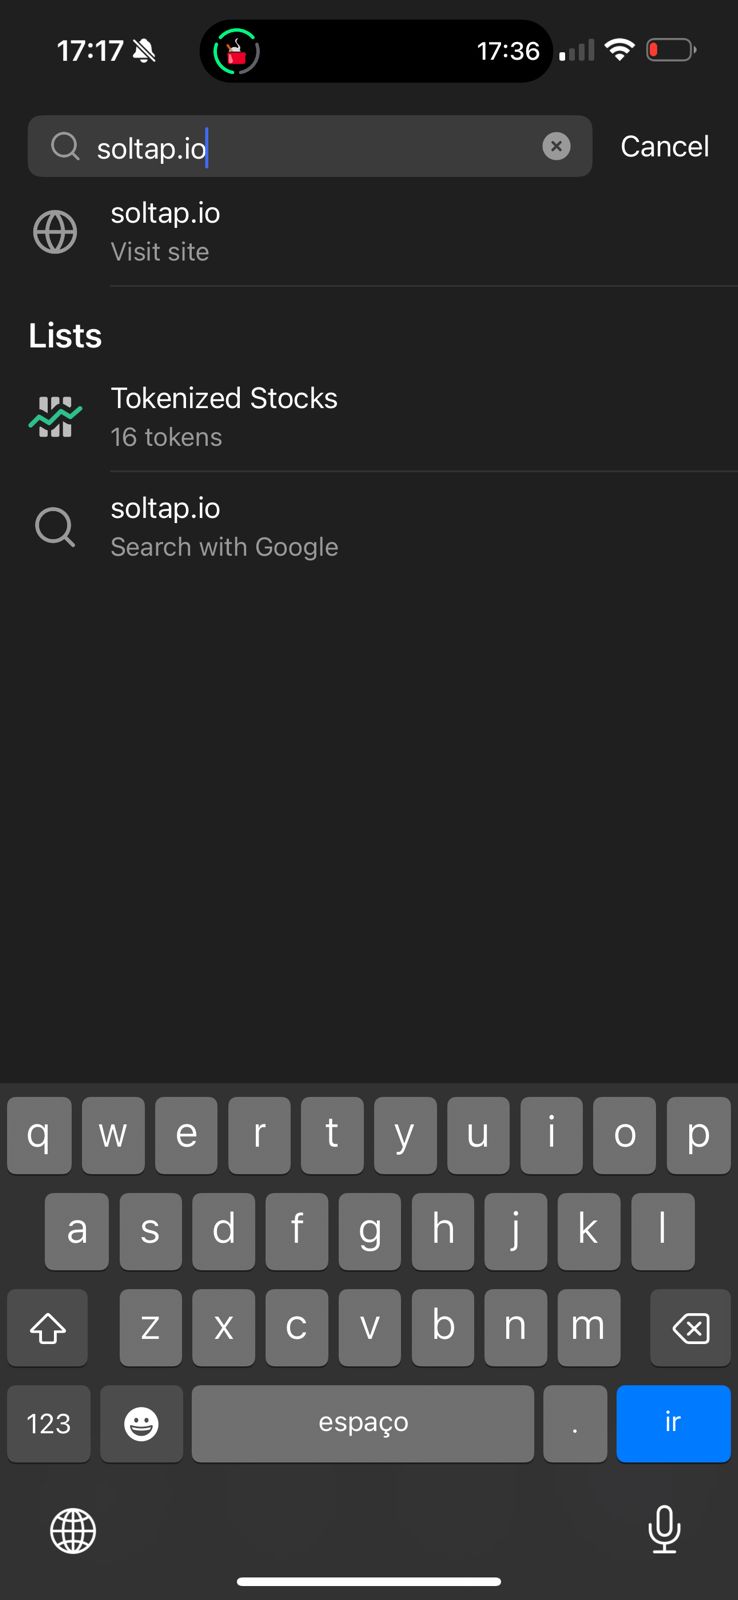 17:17
17:36
soltap.io
Cancel
soltap.io
Visit site
Lists
Tokenized Stocks
16 tokens
soltap.io
Search with Google
q w e r t y u i o p
a s d f g h j k l
z x c v b n m
123
espaço
.
ir